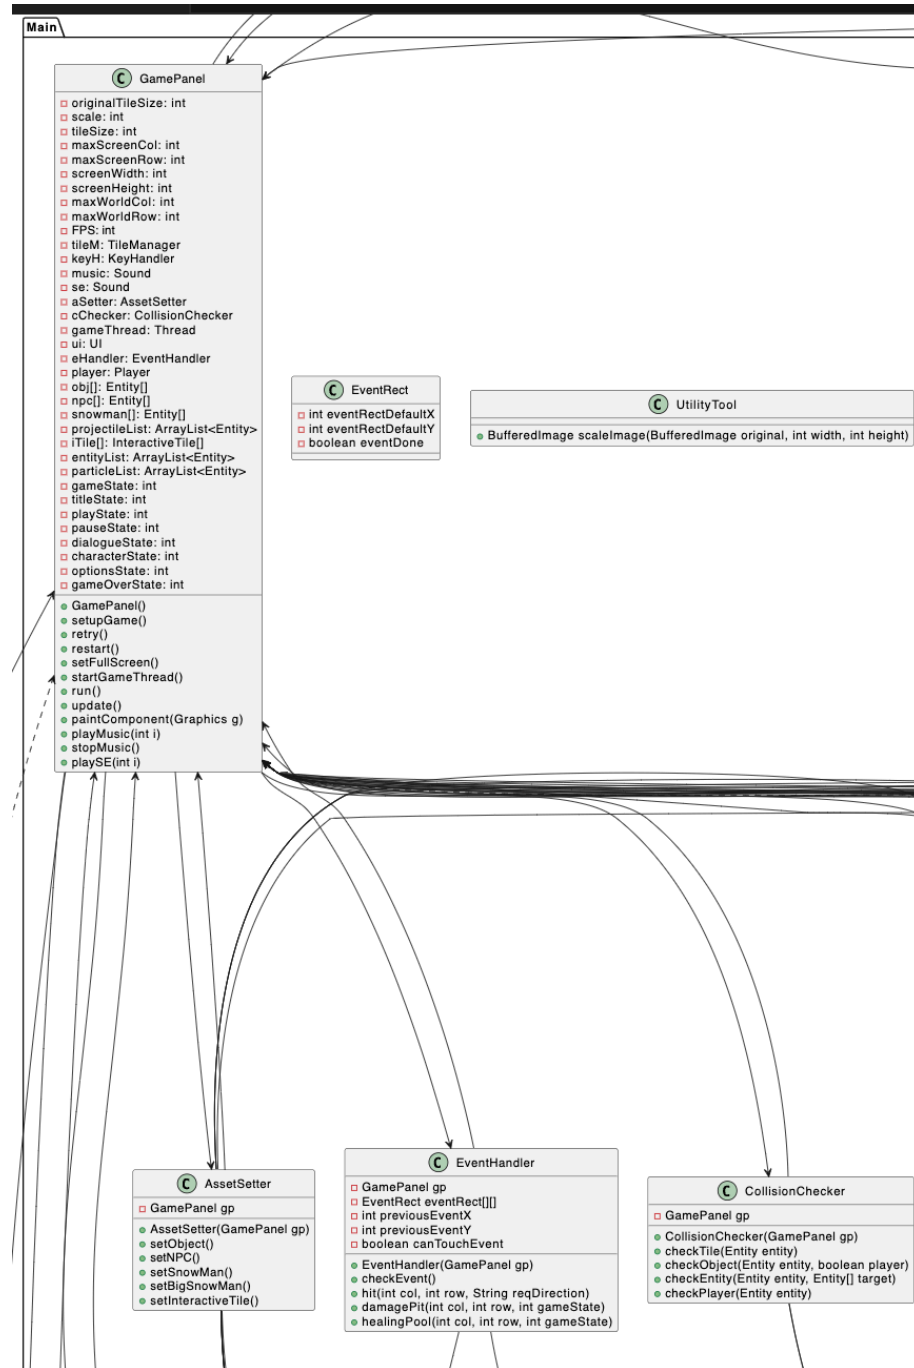 Main
C GamePanel
originalTileSize: int
scale: int
tileSize: int
maxScreenCol: int
maxScreenRow: int
screenWidth: int
screenHeight: int
maxWorldCol: int
maxWorldRow: int
FPS: int
tileM: TileManager
keyH: KeyHandler
music: Sound
se: Sound
aSetter: AssetSetter
cChecker: CollisionChecker
gameThread: Thread
ui: UI
eHandler: EventHandler
player: Player
obj[]: Entity[]
npc[]: Entity[]
snowman[]: Entity[]
projectileList: ArrayList<Entity>
iTile[]: InteractiveTile[]
entityList: ArrayList<Entity>
particleList: ArrayList<Entity>
gameState: int
titleState: int
playState: int
pauseState: int
dialogueState: int
characterState: int
optionsState: int
gameOverState: int
GamePanel()
setupGame()
retry()
restart()
setFullScreen()
startGameThread()
run()
update()
paintComponent(Graphics g)
playMusic(int i)
stopMusic()
playSE(int i)
C EventRect
int eventRectDefaultX
int eventRectDefaultY
boolean eventDone
C UtilityTool
BufferedImage scaleImage(BufferedImage original, int width, int height)
C AssetSetter
GamePanel gp
AssetSetter(GamePanel gp)
setObject()
setNPC()
setSnowMan()
setBigSnowMan()
setInteractiveTile()
C EventHandler
GamePanel gp
EventRect eventRect[][]
int previousEventX
int previousEventY
boolean canTouchEvent
EventHandler(GamePanel gp)
checkEvent()
hit(int col, int row, String reqDirection)
damagePit(int col, int row, int gameState)
healingPool(int col, int row, int gameState)
C CollisionChecker
GamePanel gp
CollisionChecker(GamePanel gp)
checkTile(Entity entity)
checkObject(Entity entity, boolean player)
checkEntity(Entity entity, Entity[] target)
checkPlayer(Entity entity)